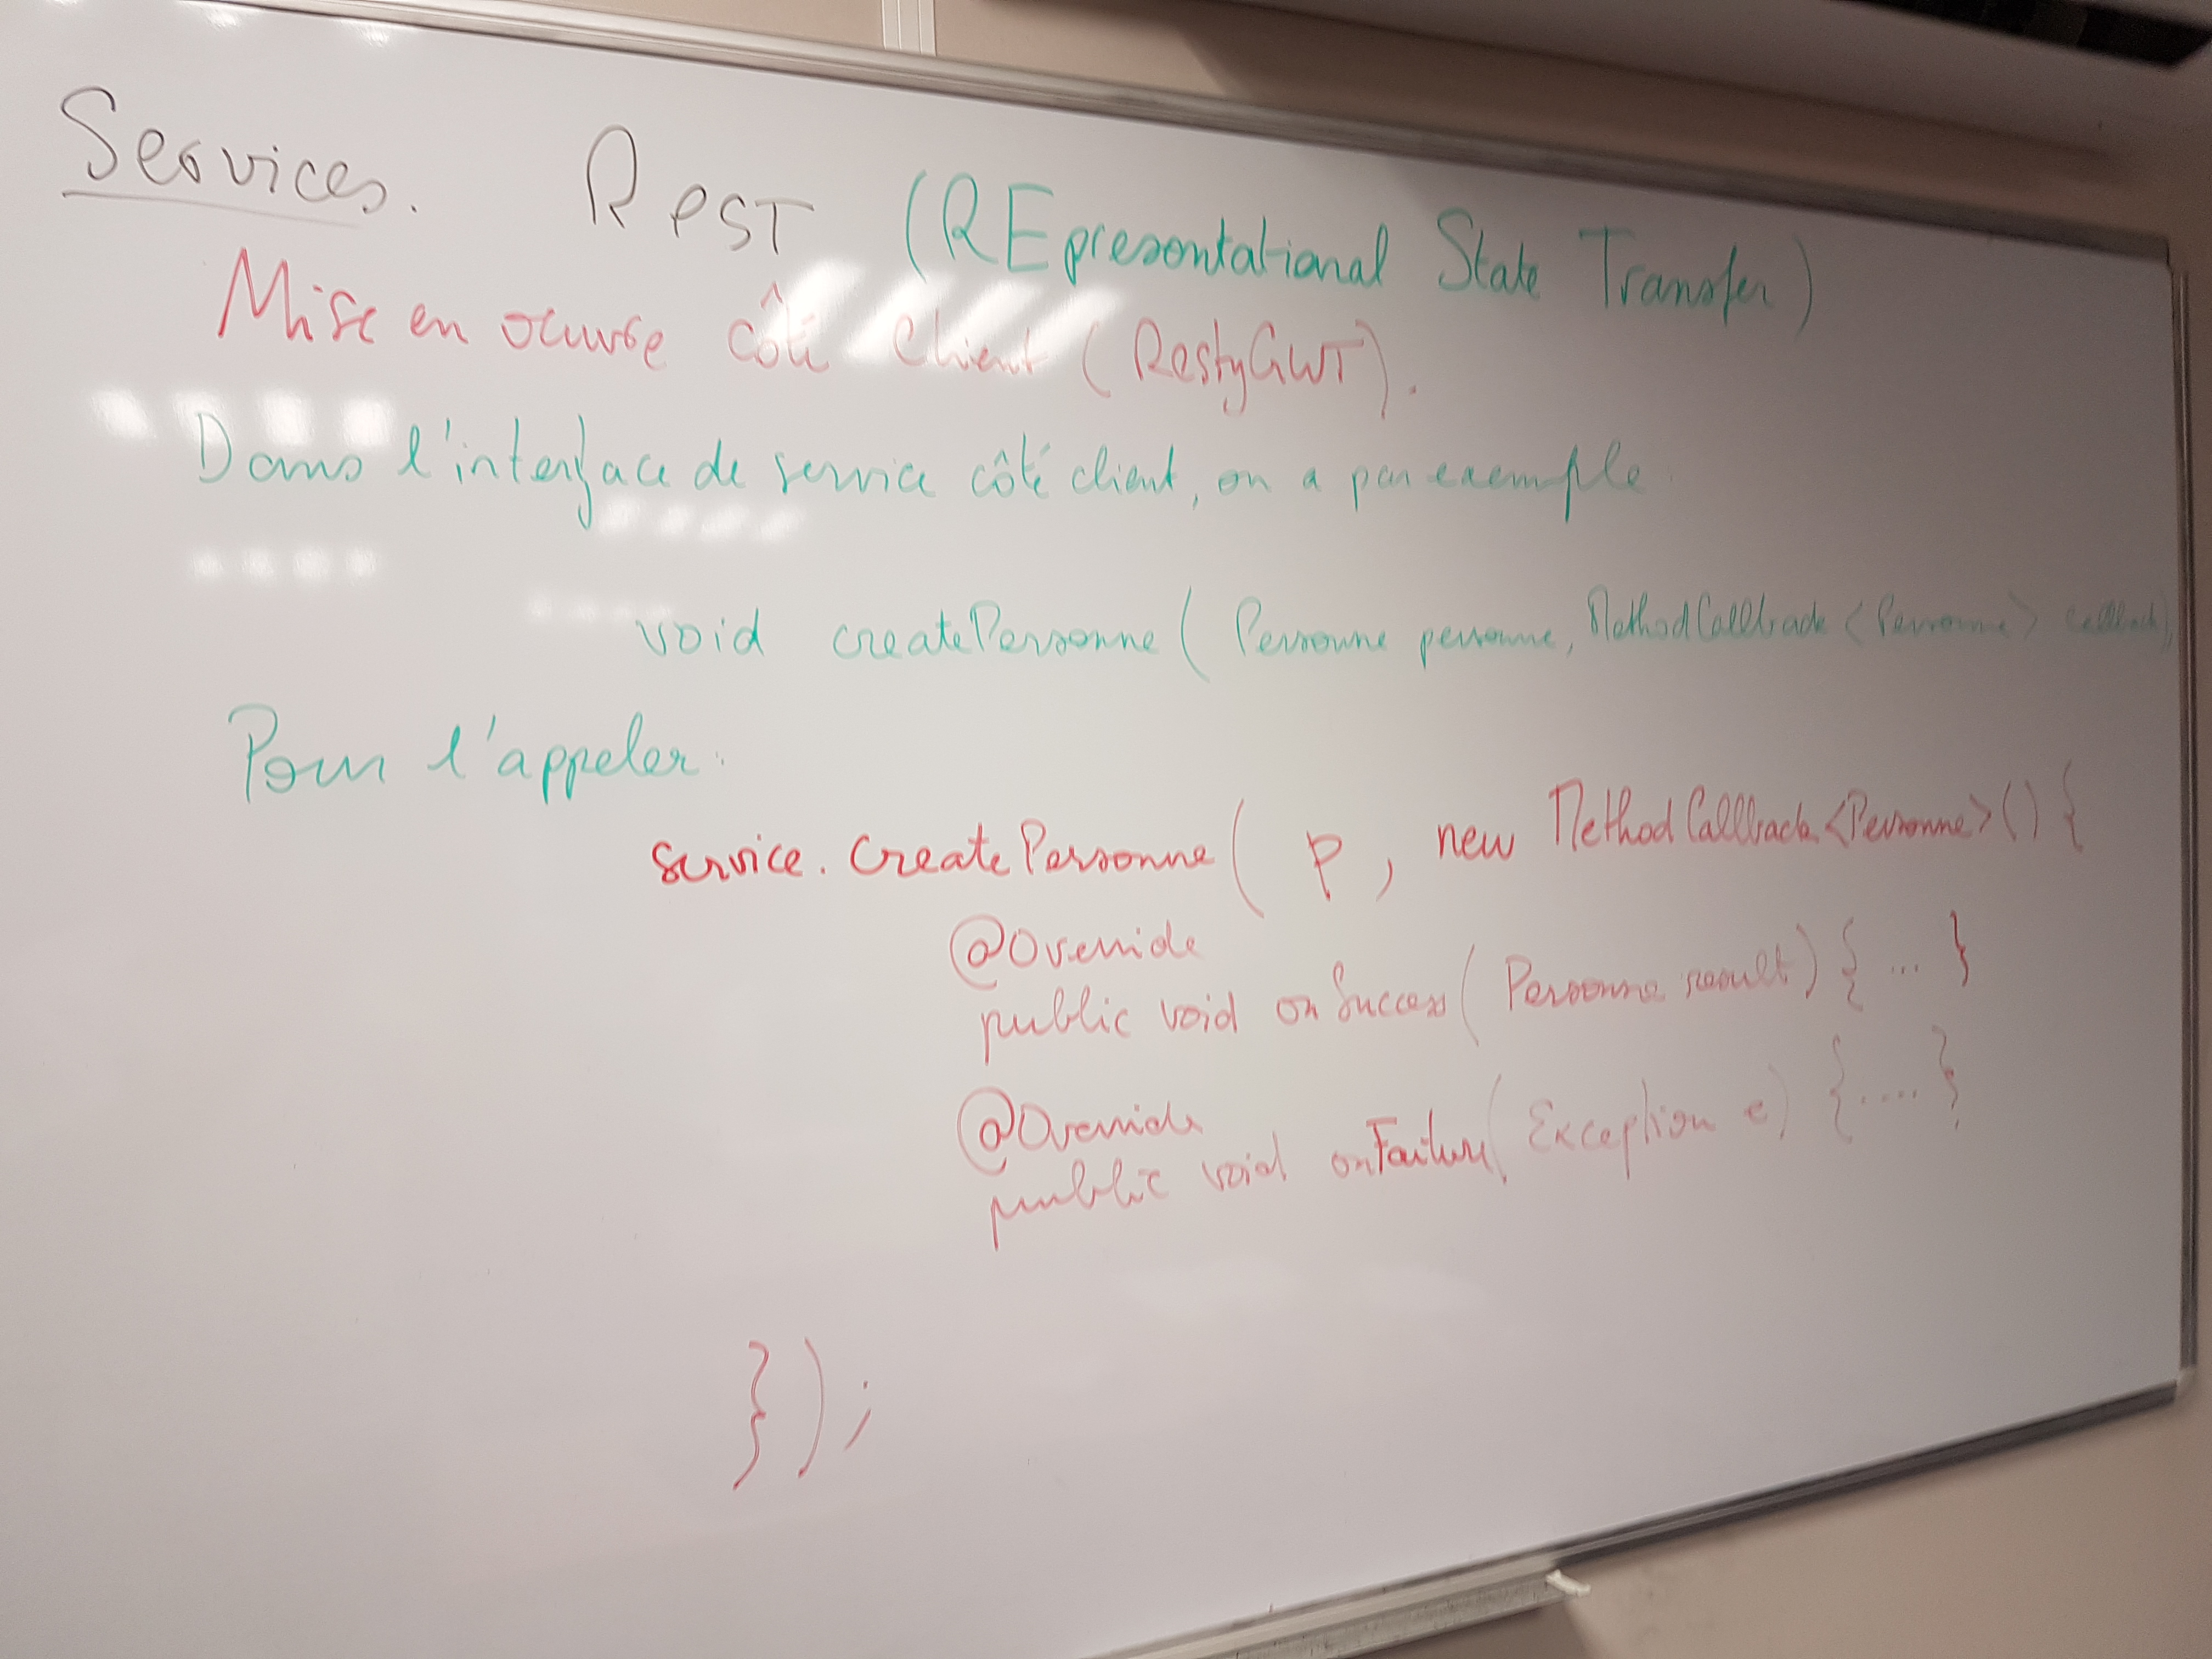 Services. ReST (REpresentational State Transfer)
Mise en oeuvre côté Client (RestyGWT).
Dans l'interface de service côté client, on a par exemple
void createPersonne( Personne personne, MethodCallback <Personne> callback),
Pour l'appeler:
service.createPersonne( p, new MethodCallback<Personne>() {
@Override
public void onSuccess( Personne result) { ... }
@Override
public void onFailure( Exception e) { .... }
});